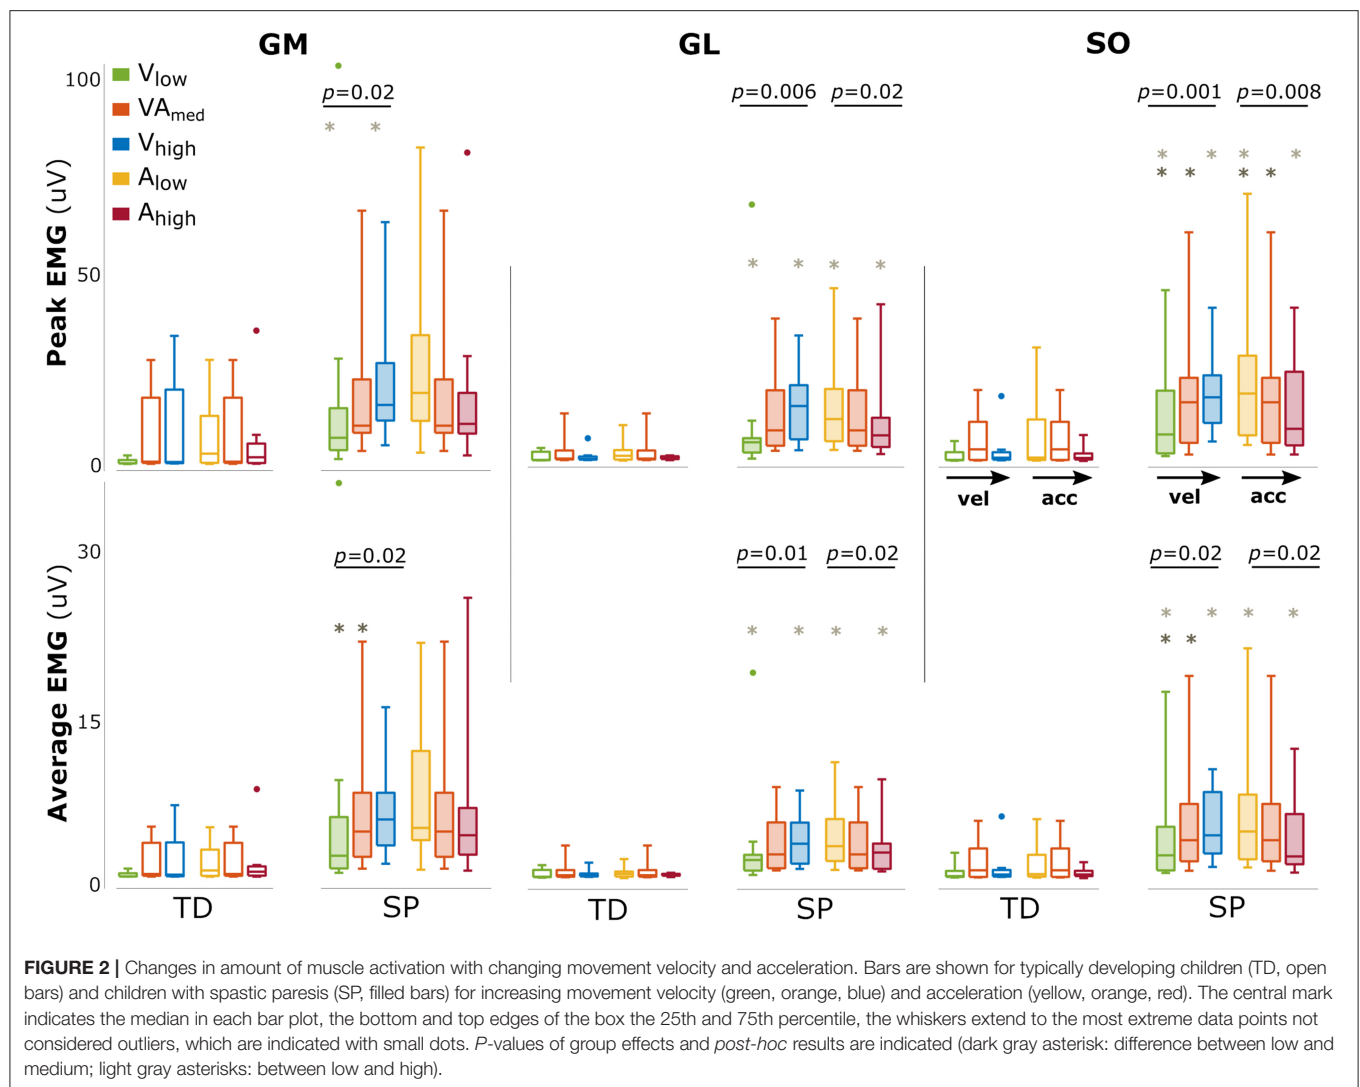 GM GL SO
V low
VA med
V high
A low
A high
Peak EMG (uV)
100
50
0
p=0.02
* *
p=0.006 p=0.02
* * * *
p=0.001 p=0.008
* * * *
* * * *
vel acc vel acc
Average EMG (uV)
30
15
0
p=0.02
* *
p=0.01 p=0.02
* * * *
p=0.02 p=0.02
* * * *
* *
TD SP TD SP TD SP
FIGURE 2 | Changes in amount of muscle activation with changing movement velocity and acceleration. Bars are shown for typically developing children (TD, open
bars) and children with spastic paresis (SP, filled bars) for increasing movement velocity (green, orange, blue) and acceleration (yellow, orange, red). The central mark
indicates the median in each bar plot, the bottom and top edges of the box the 25th and 75th percentile, the whiskers extend to the most extreme data points not
considered outliers, which are indicated with small dots. P-values of group effects and post-hoc results are indicated (dark gray asterisk: difference between low and
medium; light gray asterisks: between low and high).